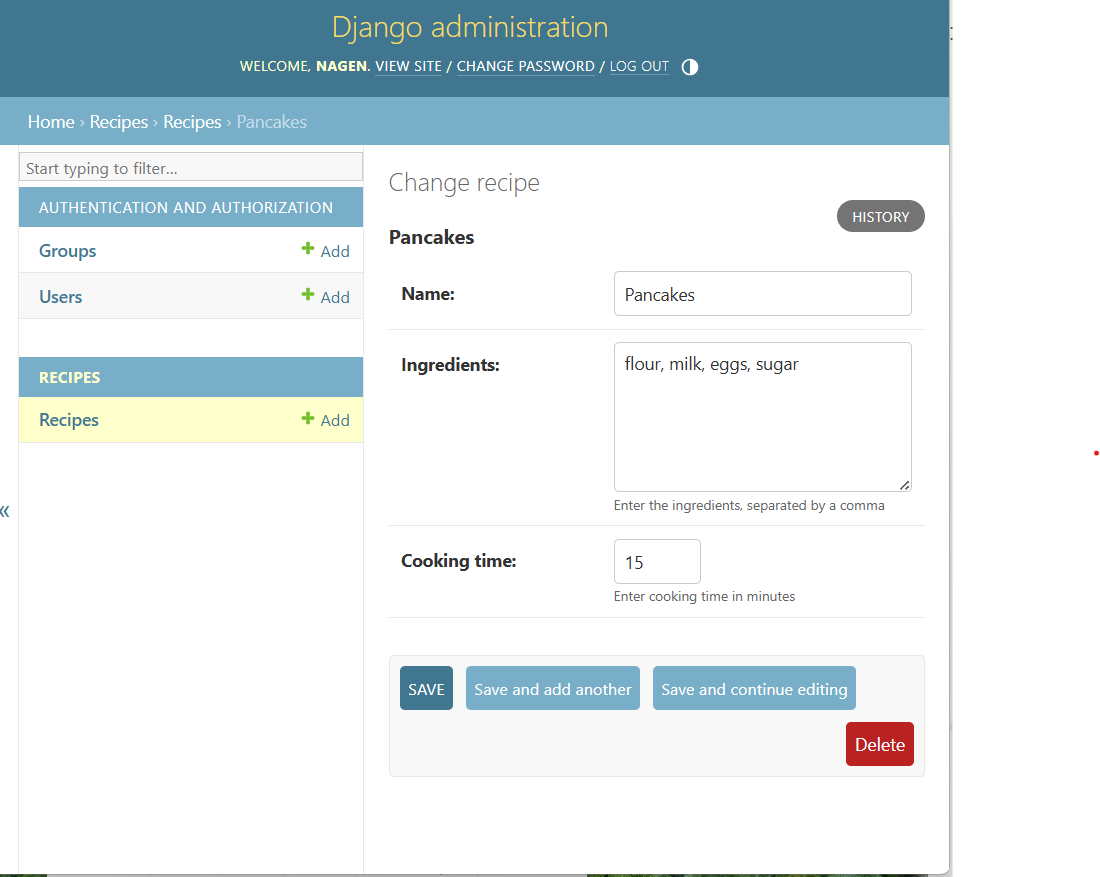 Django administration
WELCOME, NAGEN. VIEW SITE / CHANGE PASSWORD / LOG OUT
Home › Recipes › Recipes › Pancakes
Start typing to filter...
AUTHENTICATION AND AUTHORIZATION
Groups + Add
Users + Add
RECIPES
Recipes + Add
«
Change recipe
HISTORY
Pancakes
Name: Pancakes
Ingredients: flour, milk, eggs, sugar
Enter the ingredients, separated by a comma
Cooking time: 15
Enter cooking time in minutes
SAVE Save and add another Save and continue editing
Delete